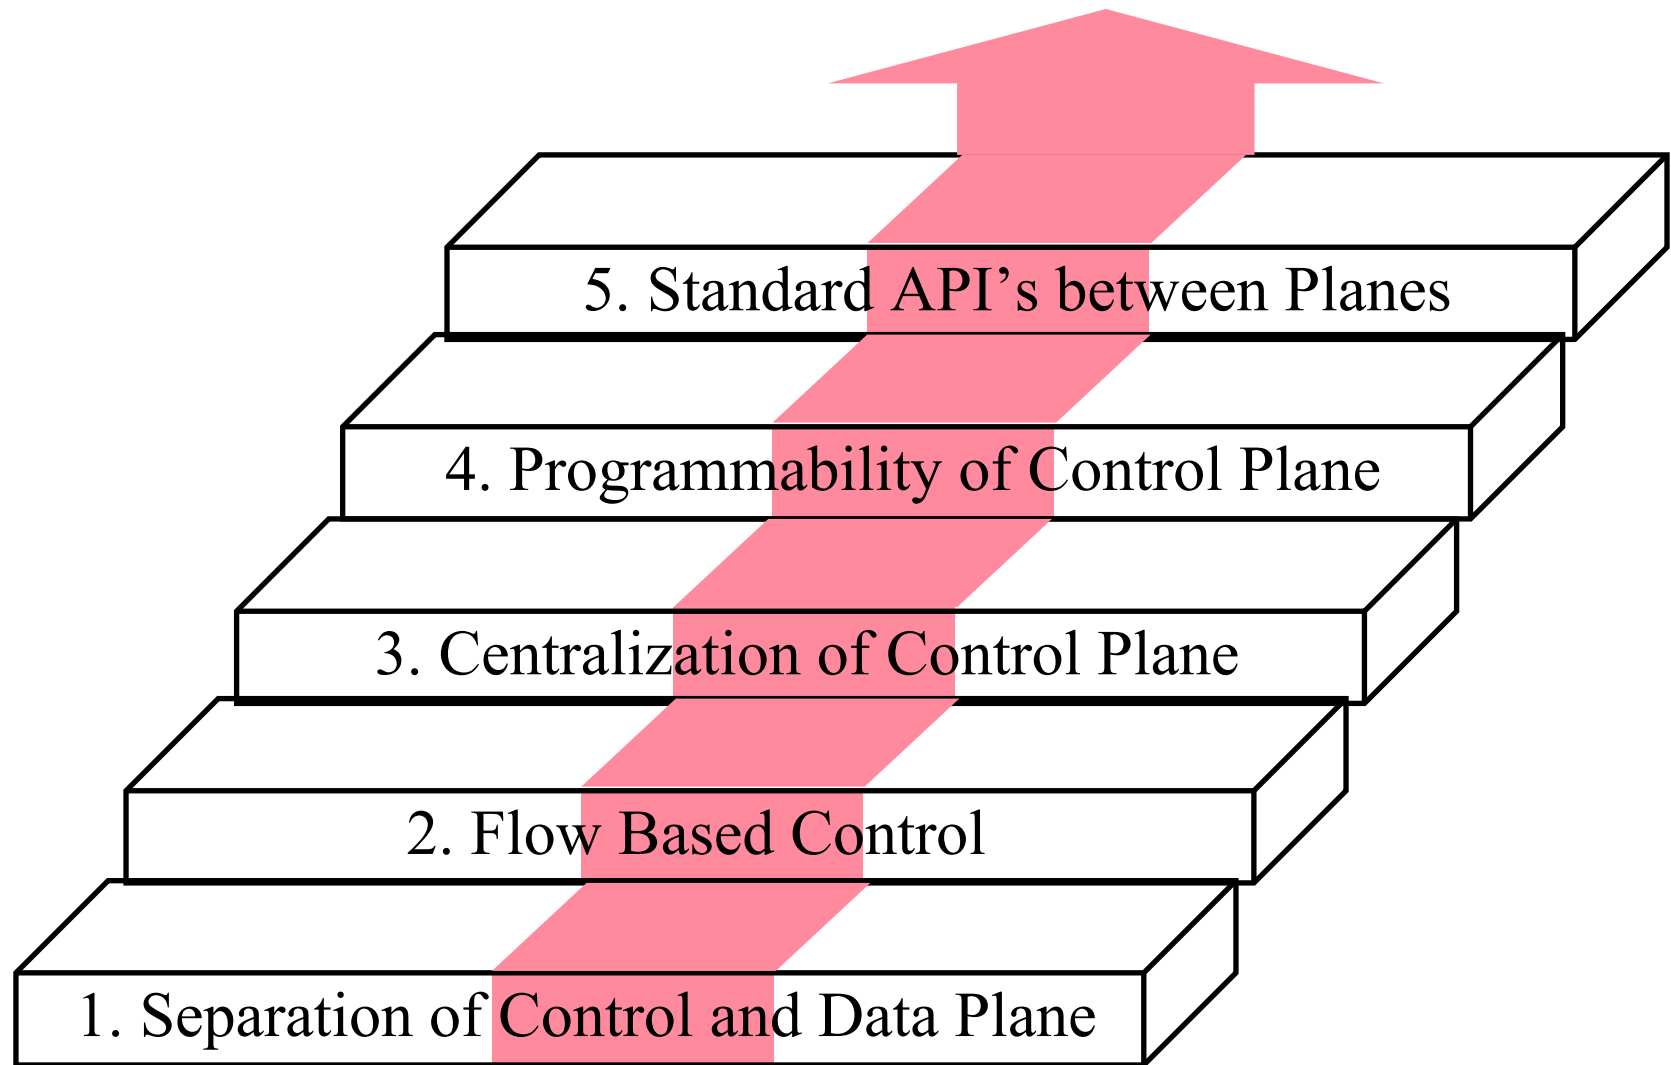 5. Standard API’s between Planes
4. Programmability of Control Plane
3. Centralization of Control Plane
2. Flow Based Control
1. Separation of Control and Data Plane